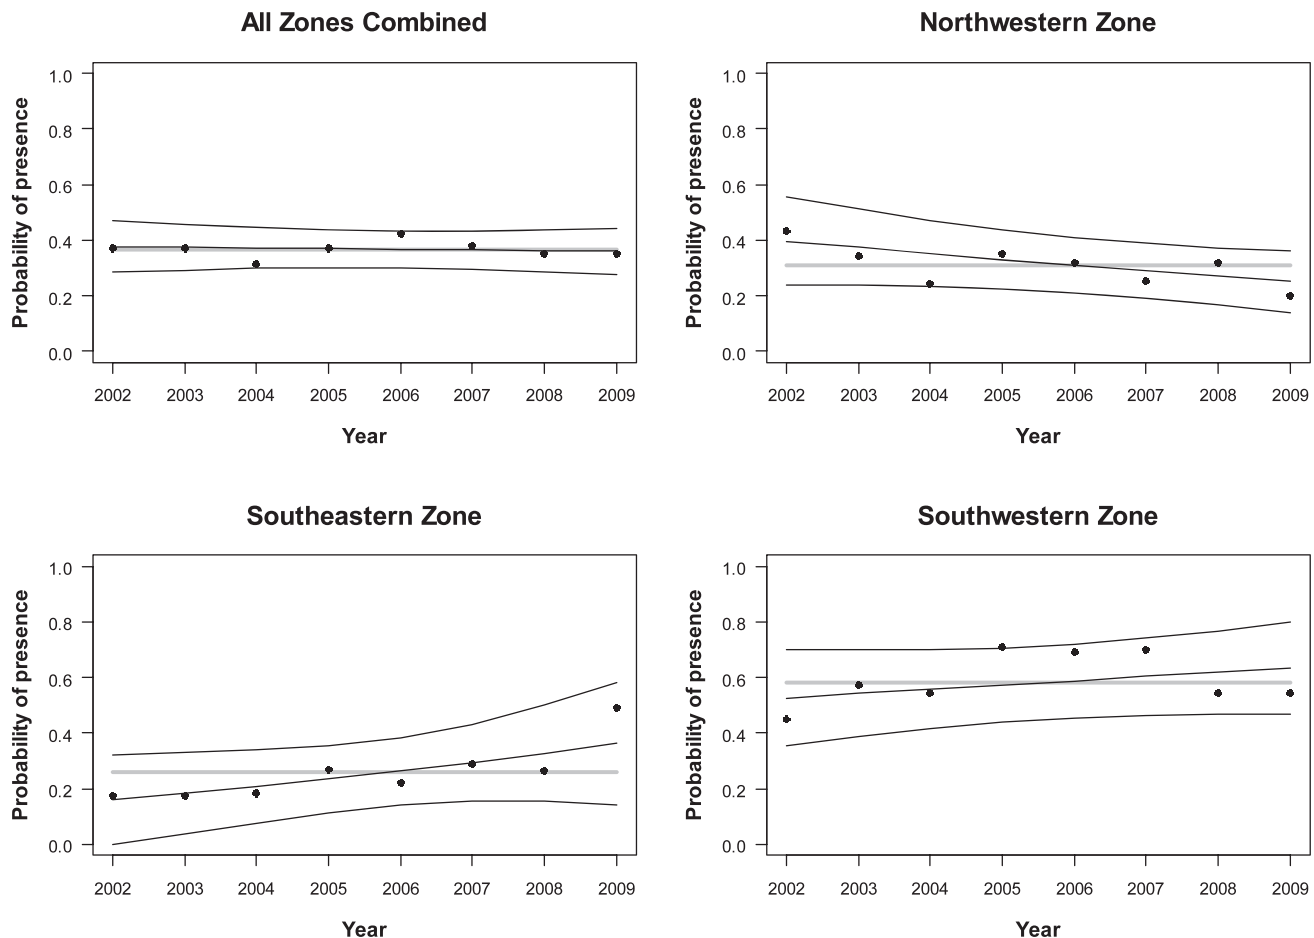 All Zones Combined
Probability of presence
1.0
0.8
0.6
0.4
0.2
0.0
2002 2003 2004 2005 2006 2007 2008 2009
Year
Northwestern Zone
Probability of presence
1.0
0.8
0.6
0.4
0.2
0.0
2002 2003 2004 2005 2006 2007 2008 2009
Year
Southeastern Zone
Probability of presence
1.0
0.8
0.6
0.4
0.2
0.0
2002 2003 2004 2005 2006 2007 2008 2009
Year
Southwestern Zone
Probability of presence
1.0
0.8
0.6
0.4
0.2
0.0
2002 2003 2004 2005 2006 2007 2008 2009
Year